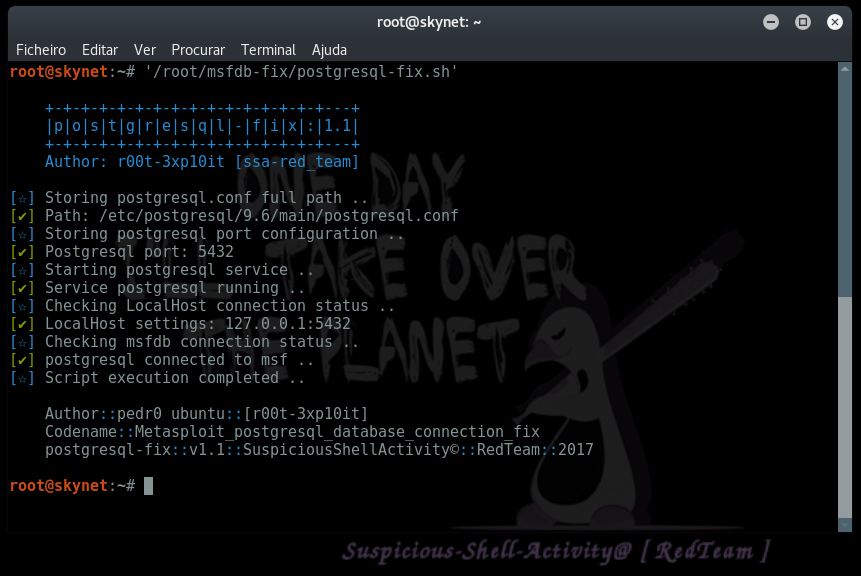 root@skynet: ~
Ficheiro Editar Ver Procurar Terminal Ajuda
root@skynet:~# '/root/msfdb-fix/postgresql-fix.sh'
+-+-+-+-+-+-+-+-+-+-+-+-+-+-+-+---+
|p|o|s|t|g|r|e|s|q|l|-|f|i|x|:|1.1|
+-+-+-+-+-+-+-+-+-+-+-+-+-+-+-+---+
Author: r00t-3xp10it [ssa-red_team]
[☆] Storing postgresql.conf full path ..
[✔] Path: /etc/postgresql/9.6/main/postgresql.conf
[☆] Storing postgresql port configuration ..
[✔] Postgresql port: 5432
[☆] Starting postgresql service ..
[✔] Service postgresql running ..
[☆] Checking LocalHost connection status ..
[✔] LocalHost settings: 127.0.0.1:5432
[☆] Checking msfdb connection status ..
[✔] postgresql connected to msf ..
[☆] Script execution completed ..
Author::pedr0 ubuntu::[r00t-3xp10it]
Codename::Metasploit_postgresql_database_connection_fix
postgresql-fix::v1.1::SuspiciousShellActivity©::RedTeam::2017
root@skynet:~#
ONE DAY
I'LL TAKE OVER
THE PLANET
Suspicious-Shell-Activity@ [ RedTeam ]